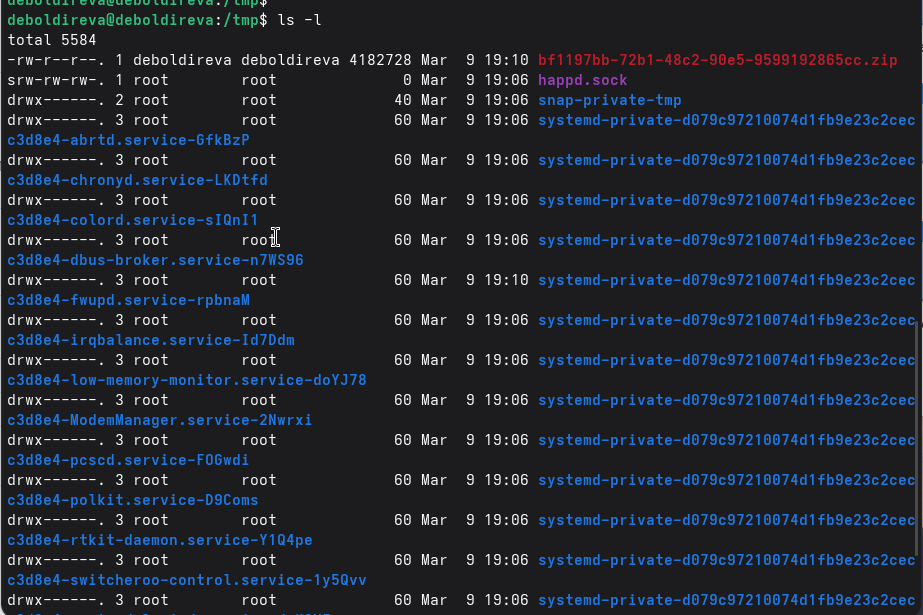 deboldireva@deboldireva:/tmp$
deboldireva@deboldireva:/tmp$ ls -l
total 5584
-rw-r--r--. 1 deboldireva deboldireva 4182728 Mar  9 19:10 bf1197bb-72b1-48c2-90e5-9599192865cc.zip
srw-rw-rw-. 1 root        root              0 Mar  9 19:06 happd.sock
drwx------. 2 root        root             40 Mar  9 19:06 snap-private-tmp
drwx------. 3 root        root             60 Mar  9 19:06 systemd-private-d079c97210074d1fb9e23c2cec
c3d8e4-abrtd.service-GfkBzP
drwx------. 3 root        root             60 Mar  9 19:06 systemd-private-d079c97210074d1fb9e23c2cec
c3d8e4-chronyd.service-LKDtfd
drwx------. 3 root        root             60 Mar  9 19:06 systemd-private-d079c97210074d1fb9e23c2cec
c3d8e4-colord.service-sIQnI1
drwx------. 3 root        root             60 Mar  9 19:06 systemd-private-d079c97210074d1fb9e23c2cec
c3d8e4-dbus-broker.service-n7WS96
drwx------. 3 root        root             60 Mar  9 19:10 systemd-private-d079c97210074d1fb9e23c2cec
c3d8e4-fwupd.service-rpbnaM
drwx------. 3 root        root             60 Mar  9 19:06 systemd-private-d079c97210074d1fb9e23c2cec
c3d8e4-irqbalance.service-Id7Ddm
drwx------. 3 root        root             60 Mar  9 19:06 systemd-private-d079c97210074d1fb9e23c2cec
c3d8e4-low-memory-monitor.service-doYJ78
drwx------. 3 root        root             60 Mar  9 19:06 systemd-private-d079c97210074d1fb9e23c2cec
c3d8e4-ModemManager.service-2Nwrxi
drwx------. 3 root        root             60 Mar  9 19:06 systemd-private-d079c97210074d1fb9e23c2cec
c3d8e4-pcscd.service-FOGwdi
drwx------. 3 root        root             60 Mar  9 19:06 systemd-private-d079c97210074d1fb9e23c2cec
c3d8e4-polkit.service-D9Coms
drwx------. 3 root        root             60 Mar  9 19:06 systemd-private-d079c97210074d1fb9e23c2cec
c3d8e4-rtkit-daemon.service-Y1Q4pe
drwx------. 3 root        root             60 Mar  9 19:06 systemd-private-d079c97210074d1fb9e23c2cec
c3d8e4-switcheroo-control.service-1y5Qvv
drwx------. 3 root        root             60 Mar  9 19:06 systemd-private-d079c97210074d1fb9e23c2cec